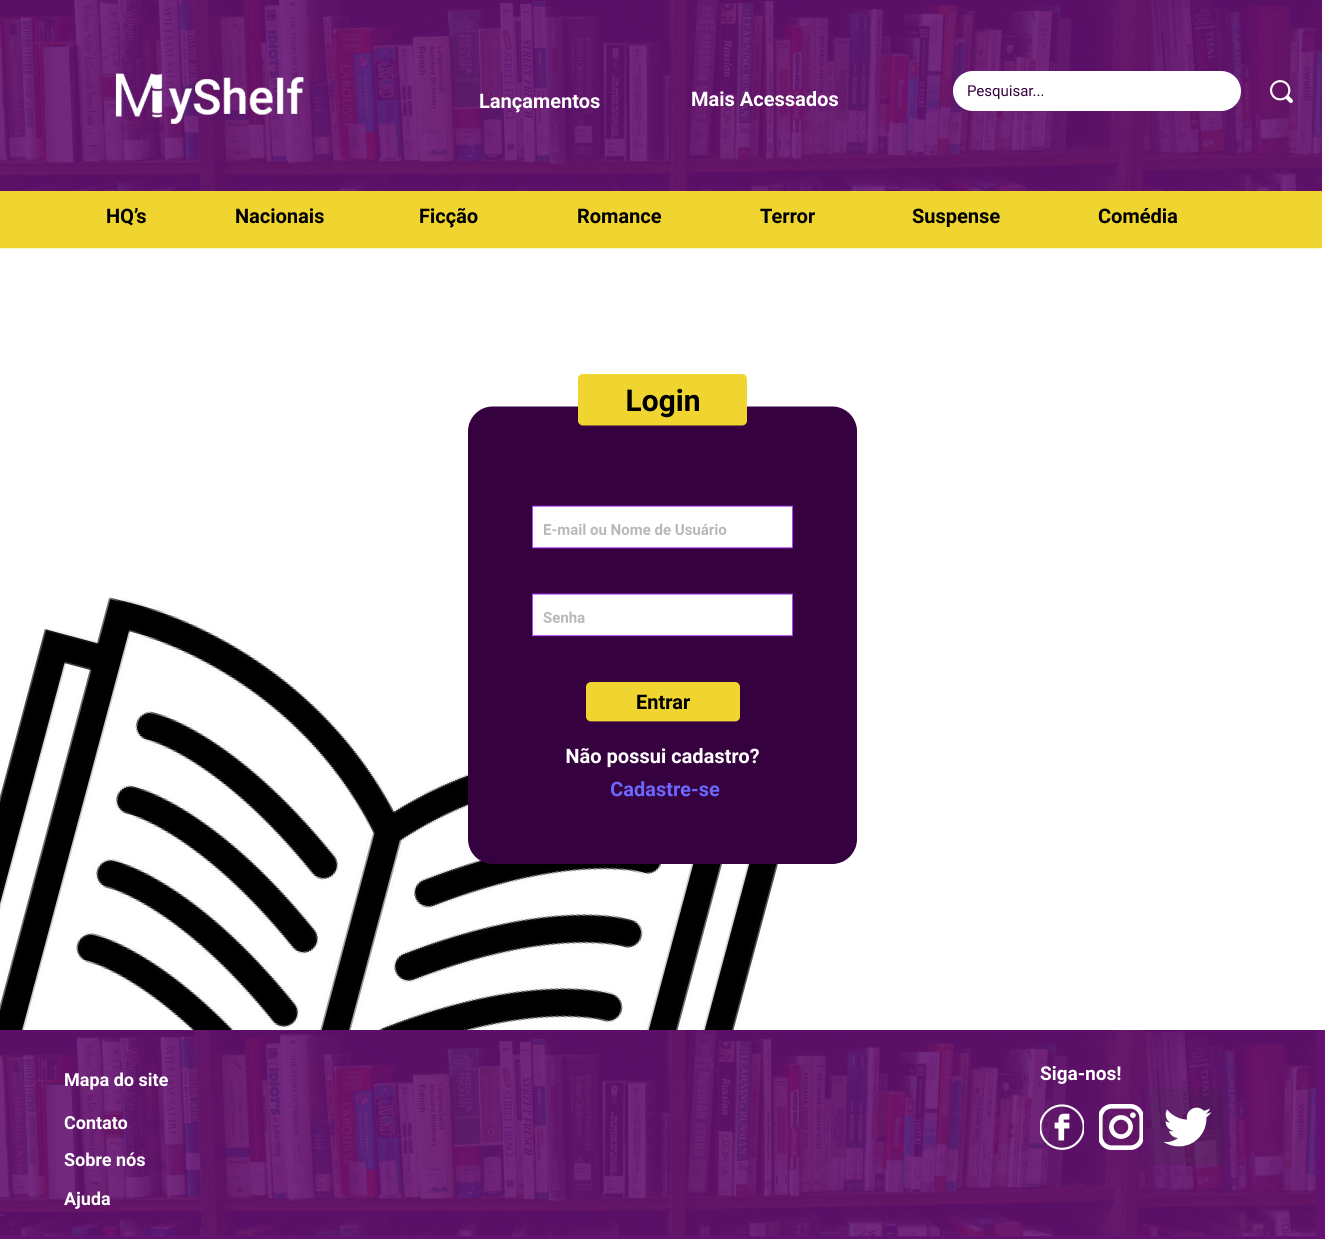 MyShelf
Lançamentos
Mais Acessados
Pesquisar...
HQ’s
Nacionais
Ficção
Romance
Terror
Suspense
Comédia
Login
E-mail ou Nome de Usuário
Senha
Entrar
Não possui cadastro?
Cadastre-se
Mapa do site
Contato
Sobre nós
Ajuda
Siga-nos!